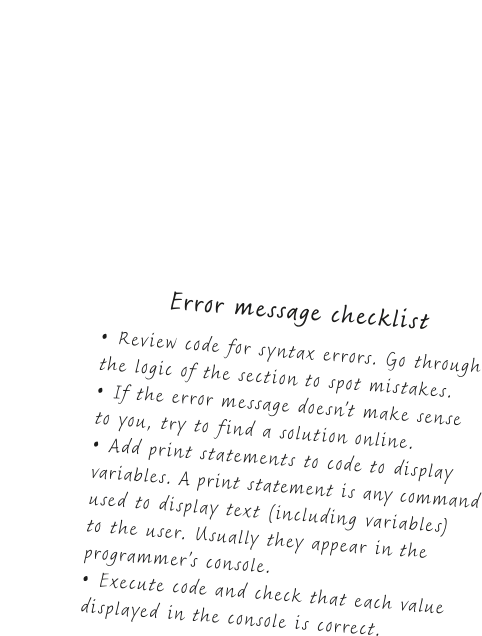 Error message checklist
• Review code for syntax errors. Go through
the logic of the section to spot mistakes.
• If the error message doesn't make sense
to you, try to find a solution online.
• Add print statements to code to display
variables. A print statement is any command
used to display text (including variables)
to the user. Usually they appear in the
programmer's console.
• Execute code and check that each value
displayed in the console is correct.